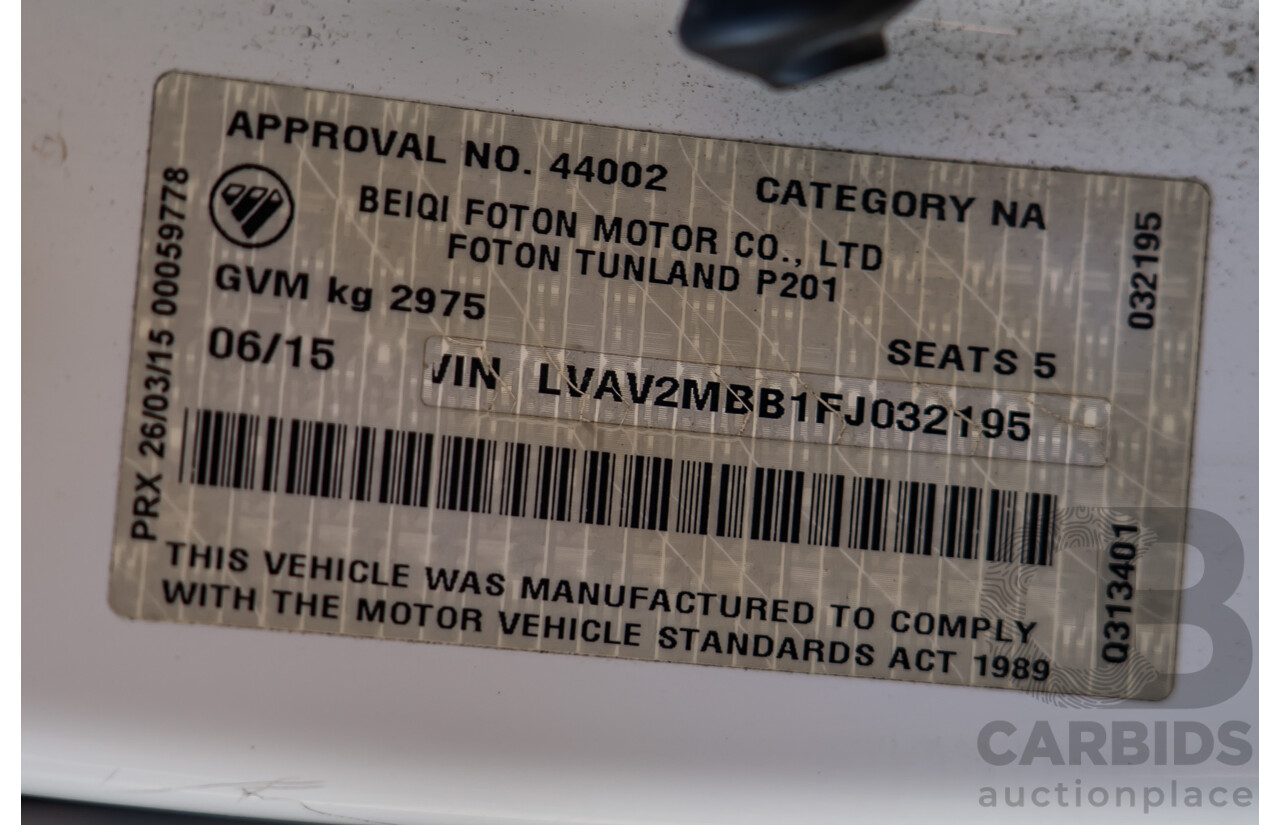 APPROVAL NO. 44002
CATEGORY NA
BEIQI FOTON MOTOR CO., LTD
FOTON TUNLAND P201
GVM kg 2975
06/15
SEATS 5
VIN LVAV2MBB1FJ032195
THIS VEHICLE WAS MANUFACTURED TO COMPLY
WITH THE MOTOR VEHICLE STANDARDS ACT 1989
PRX 26/03/15 00059778
032195
Q313401
CARBIDS
auctionplace